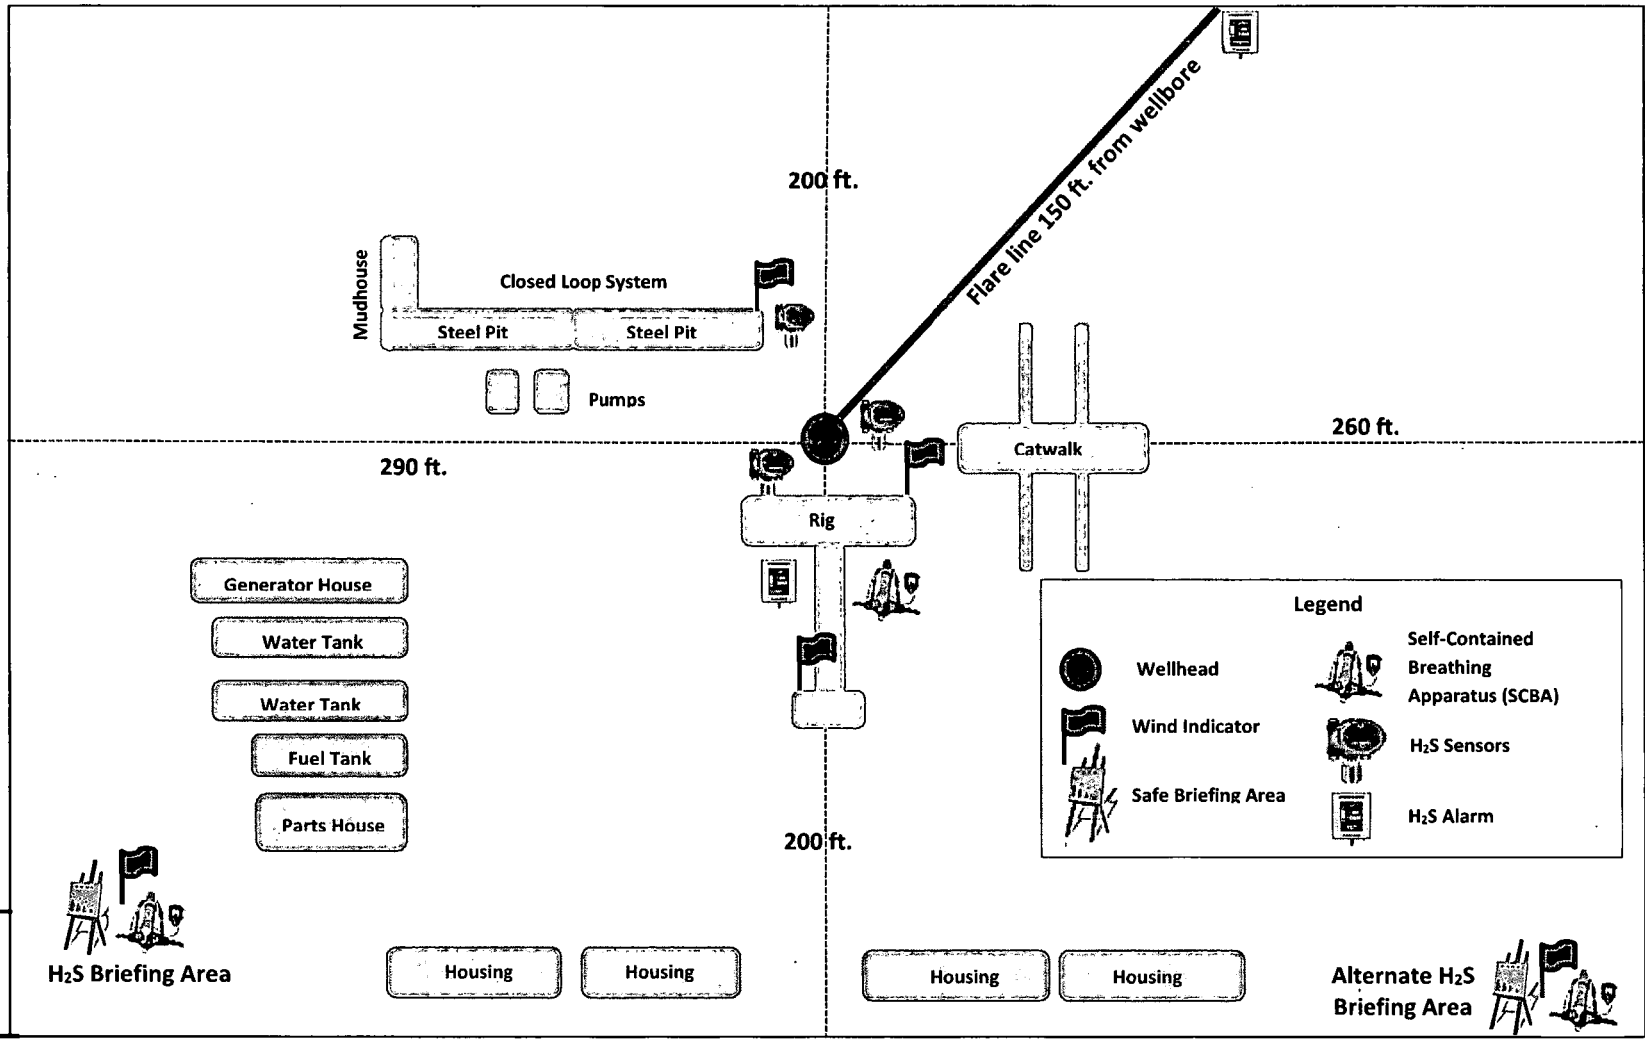 200 ft.
Flare line 150 ft. from wellbore
Mudhouse
Closed Loop System
Steel Pit
Steel Pit
Pumps
260 ft.
290 ft.
Catwalk
Rig
Generator House
Water Tank
Water Tank
Fuel Tank
Parts House
Legend
Wellhead
Wind Indicator
Safe Briefing Area
Self-Contained
Breathing
Apparatus (SCBA)
H₂S Sensors
H₂S Alarm
200 ft.
H₂S Briefing Area
Housing
Housing
Housing
Housing
Alternate H₂S
Briefing Area